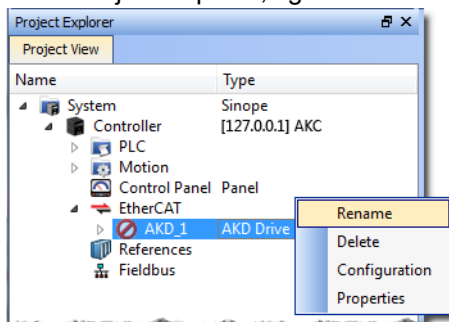 Project Explorer
Project View
Name Type
System Sinope
Controller [127.0.0.1] AKC
PLC
Motion
Control Panel Panel
EtherCAT
AKD_1 AKD Drive
References
Fieldbus
Rename
Delete
Configuration
Properties